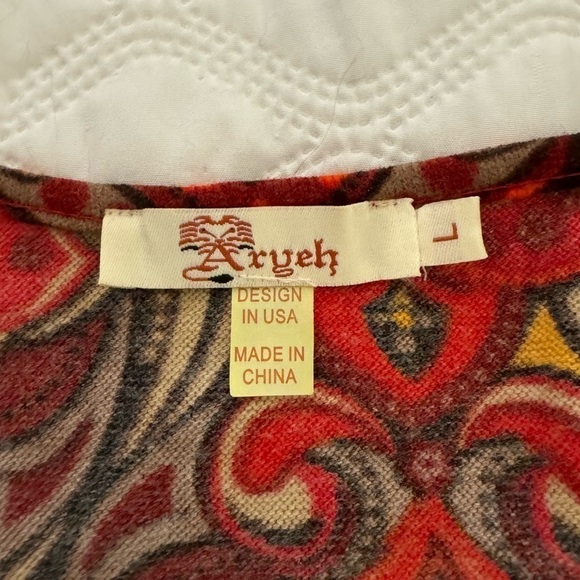 Aryeh
L
DESIGN
IN USA
MADE IN
CHINA